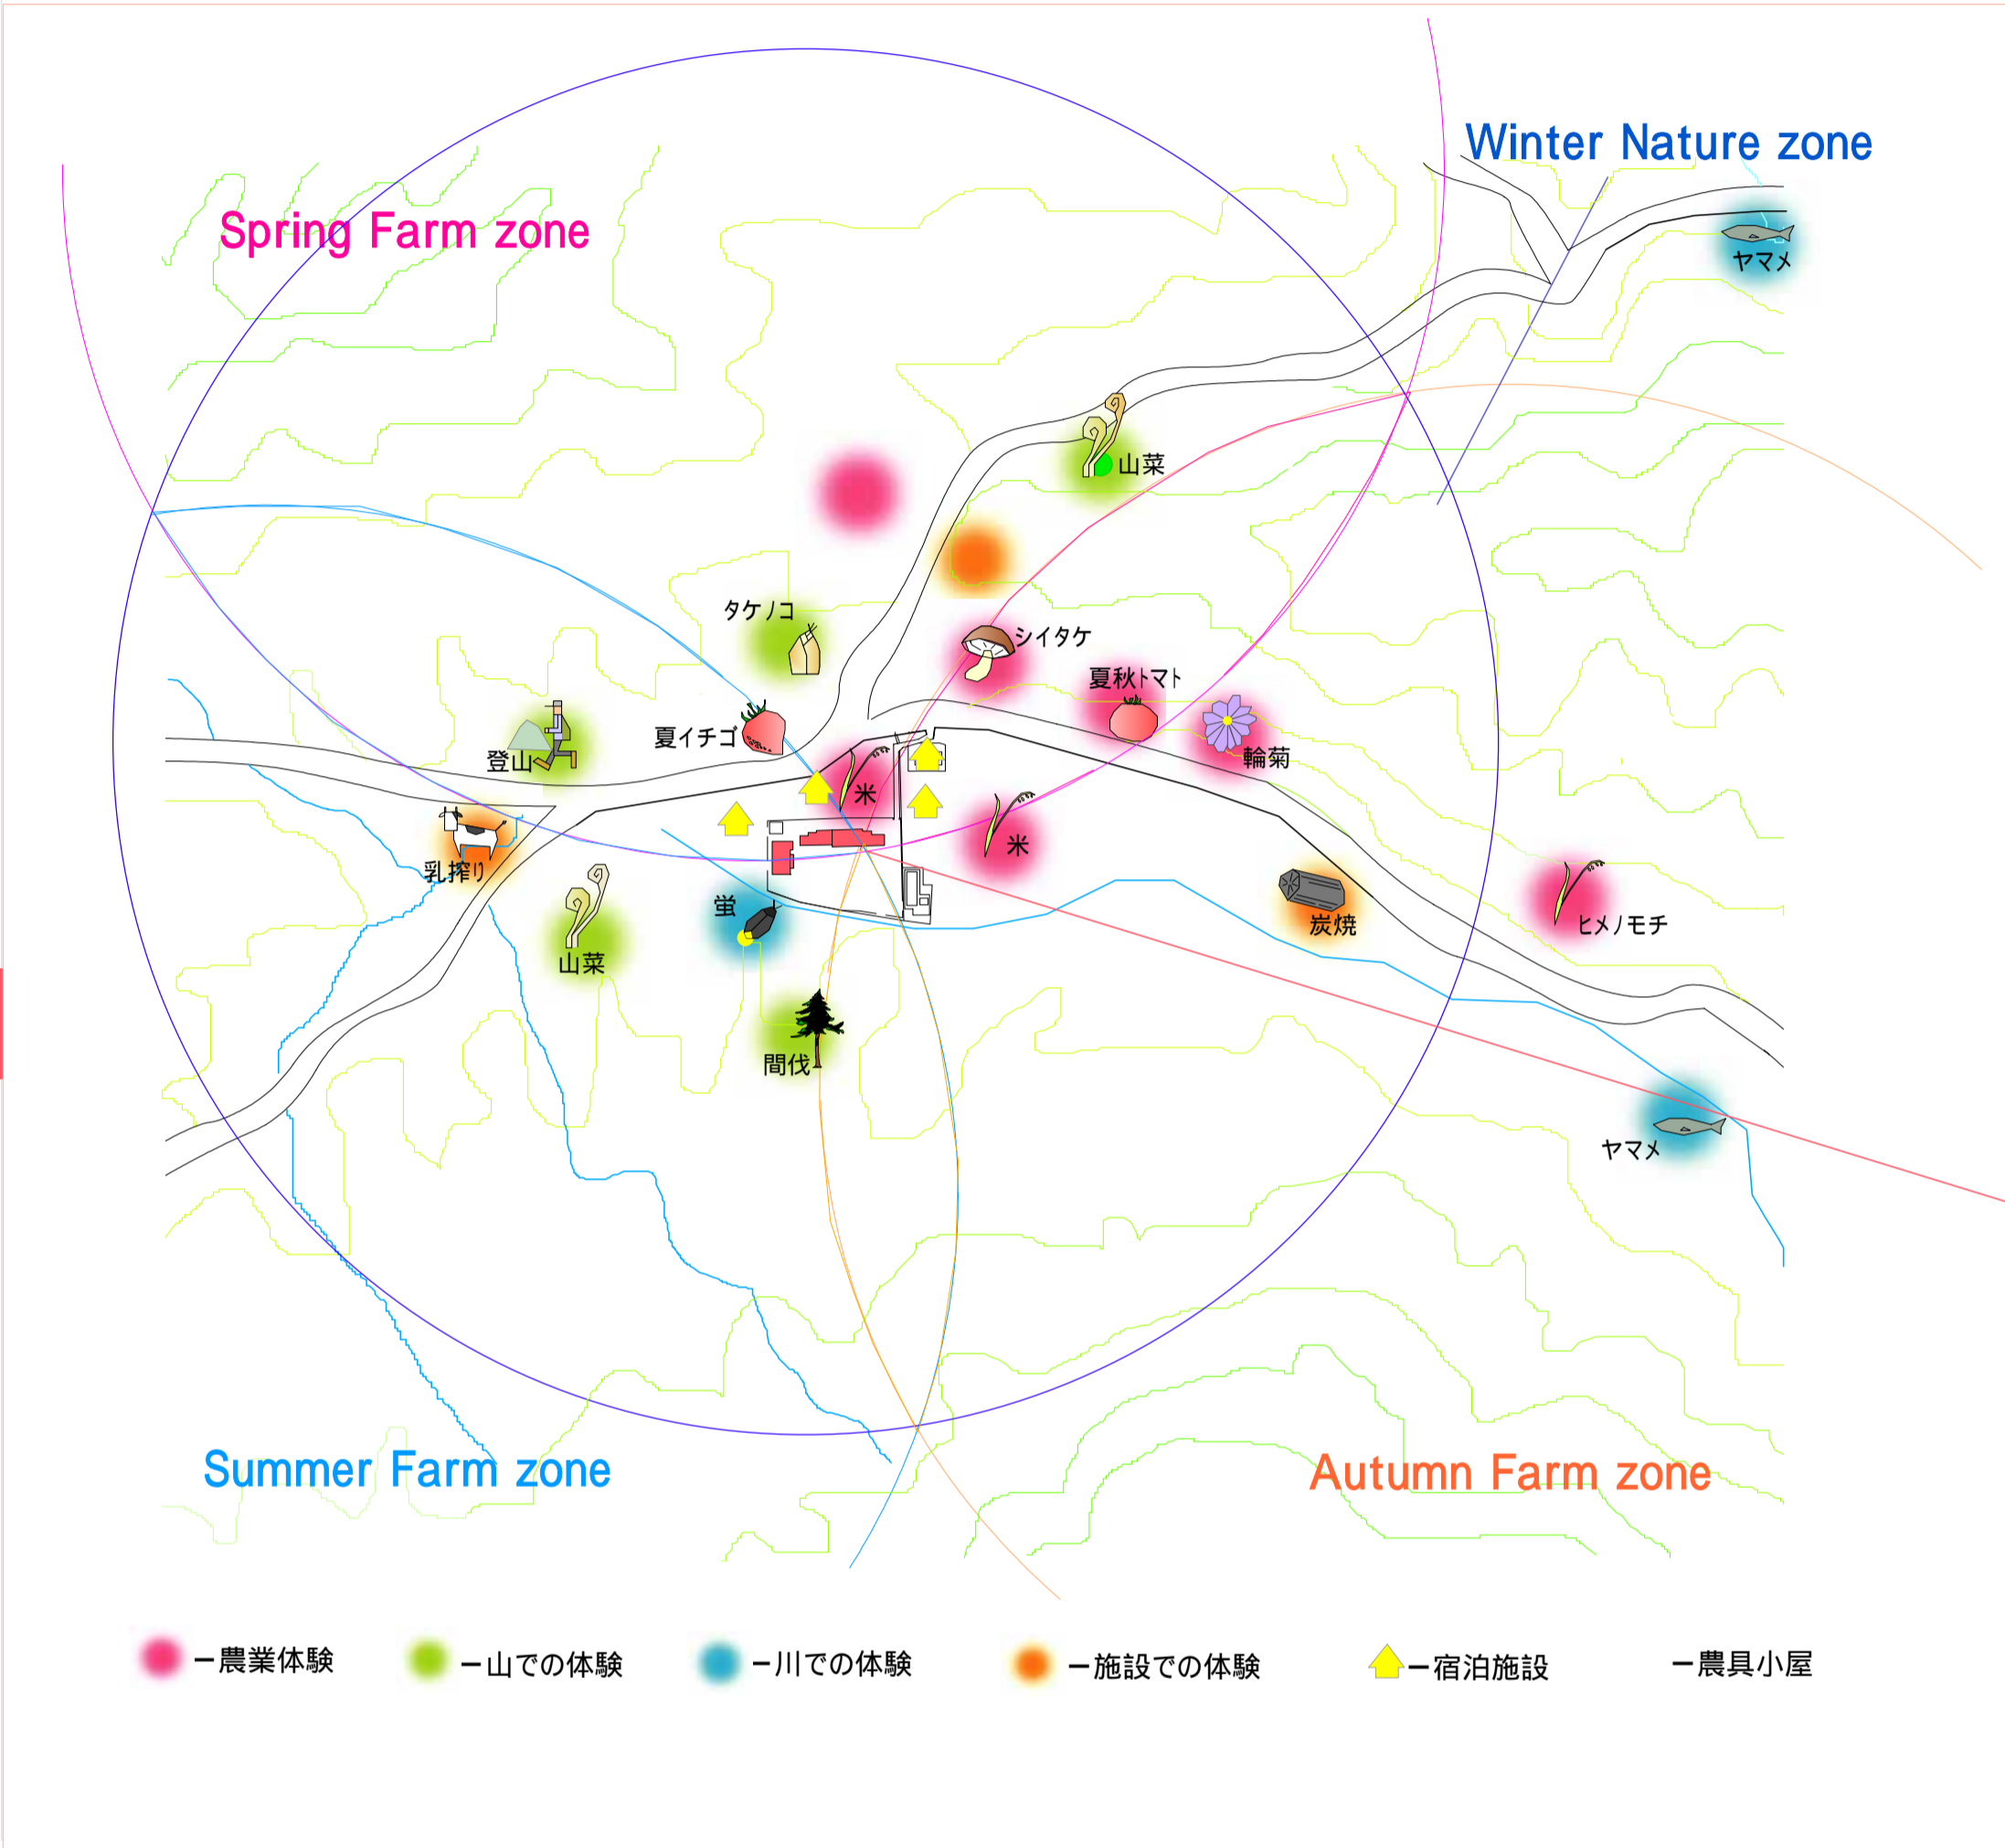 Winter Nature zone
Spring Farm zone
ヤマメ
山菜
タケノコ
シイタケ
夏秋トマト
夏イチゴ
登山
輪菊
米
米
乳搾り
蛍
炭焼
ヒメノモチ
山菜
間伐
ヤマメ
Summer Farm zone
Autumn Farm zone
ー農業体験
ー山での体験
ー川での体験
ー施設での体験
ー宿泊施設
ー農具小屋